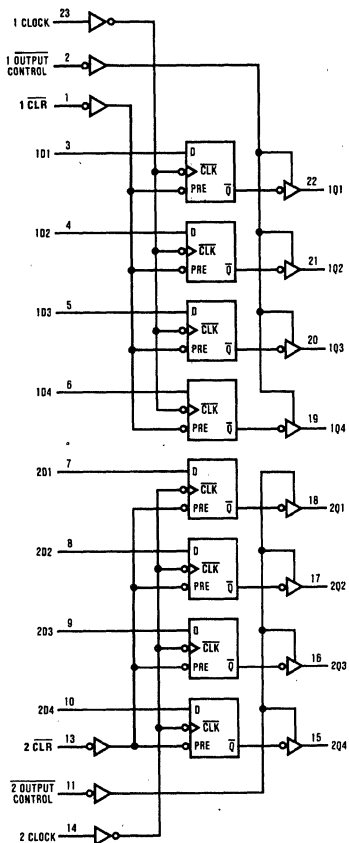 23
1 CLOCK
2
1 OUTPUT
CONTROL
1
1 CLR
3
1D1
D
CLK
PRE Q
22
1Q1
4
1D2
D
CLK
PRE Q
21
1Q2
5
1D3
D
CLK
PRE Q
20
1Q3
6
1D4
D
CLK
PRE Q
19
1Q4
7
2D1
D
CLK
PRE Q
18
2Q1
8
2D2
D
CLK
PRE Q
17
2Q2
9
2D3
D
CLK
PRE Q
16
2Q3
10
2D4
D
CLK
PRE Q
15
2Q4
13
2 CLR
11
2 OUTPUT
CONTROL
14
2 CLOCK